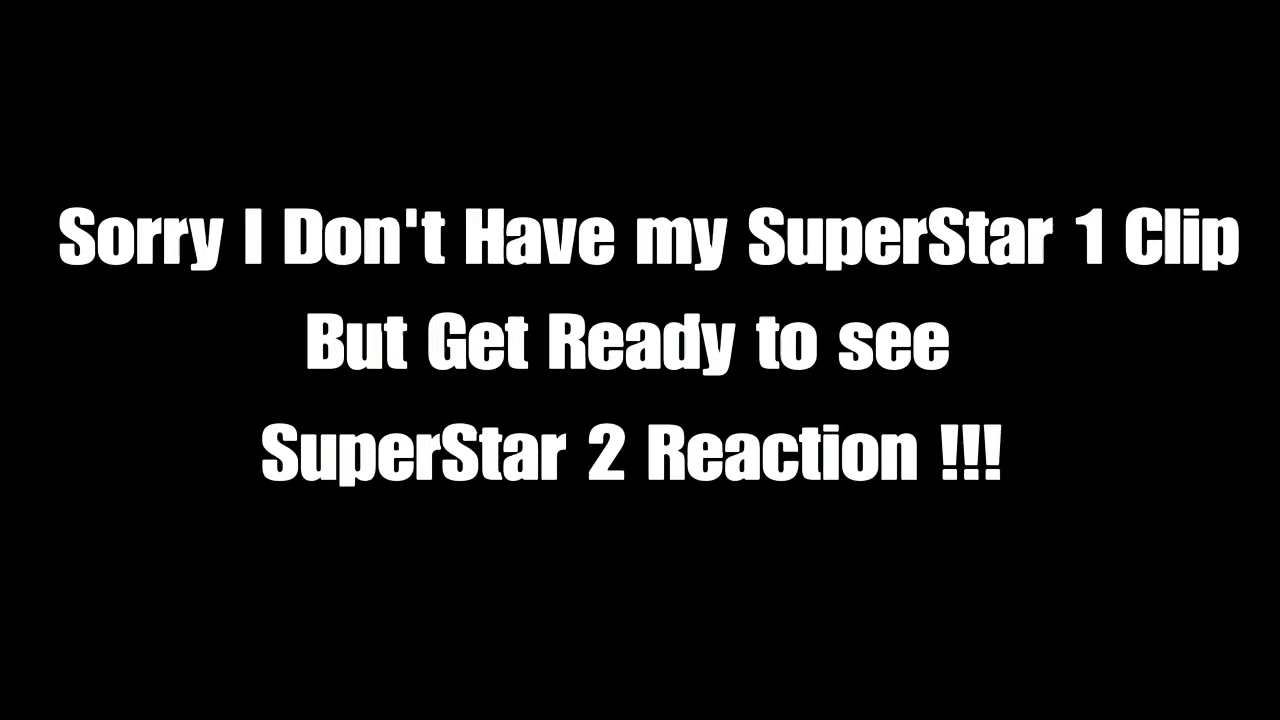 Sorry I Don't Have my SuperStar 1 Clip
But Get Ready to see
SuperStar 2 Reaction !!!